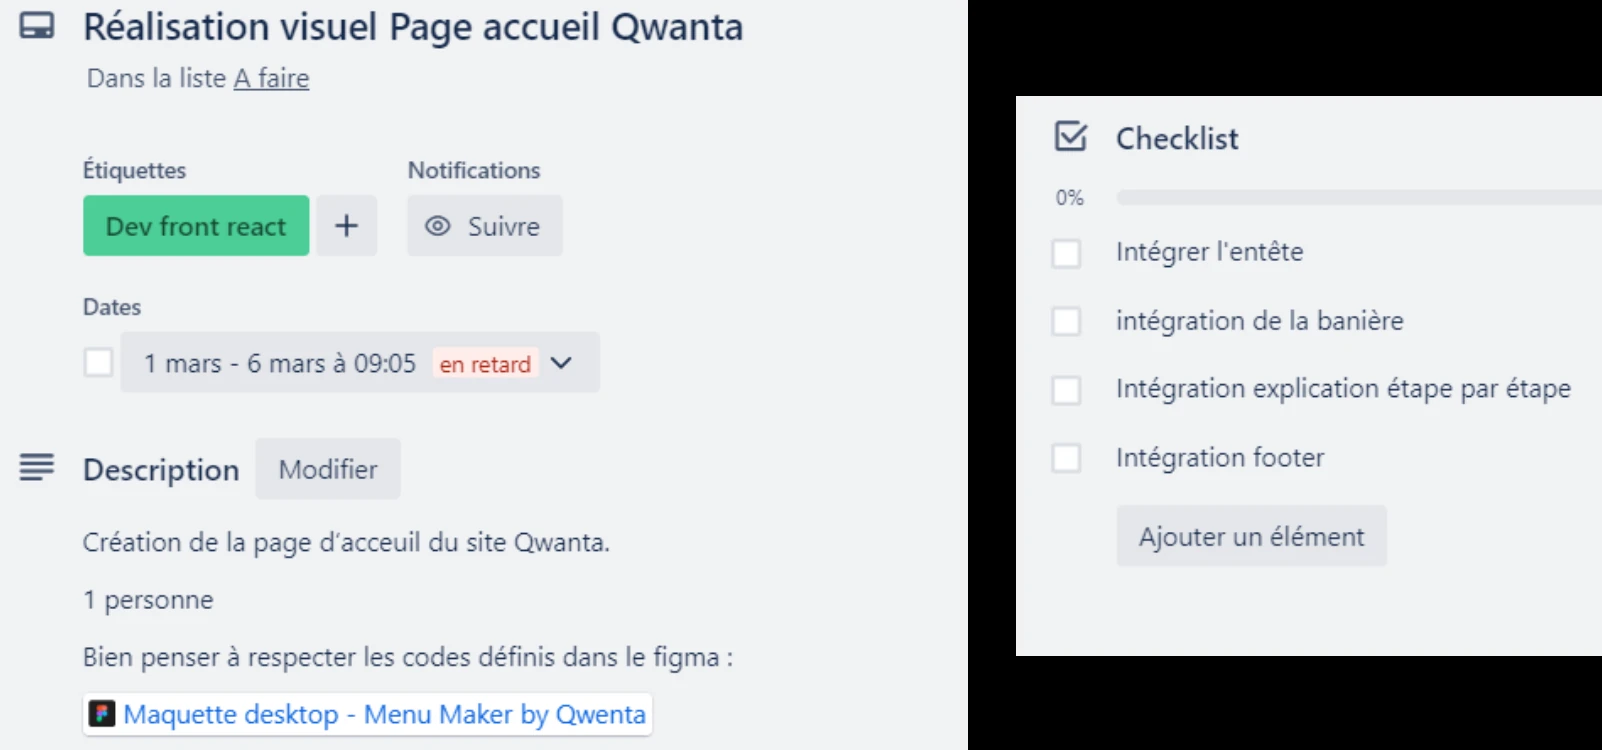 Réalisation visuel Page accueil Qwanta
Dans la liste A faire
Étiquettes
Notifications
Dev front react
+
Suivre
Dates
1 mars - 6 mars à 09:05 en retard
Description
Modifier
Création de la page d'acceuil du site Qwanta.
1 personne
Bien penser à respecter les codes définis dans le figma :
Maquette desktop - Menu Maker by Qwenta
Checklist
0%
Intégrer l'entête
intégration de la banière
Intégration explication étape par étape
Intégration footer
Ajouter un élément